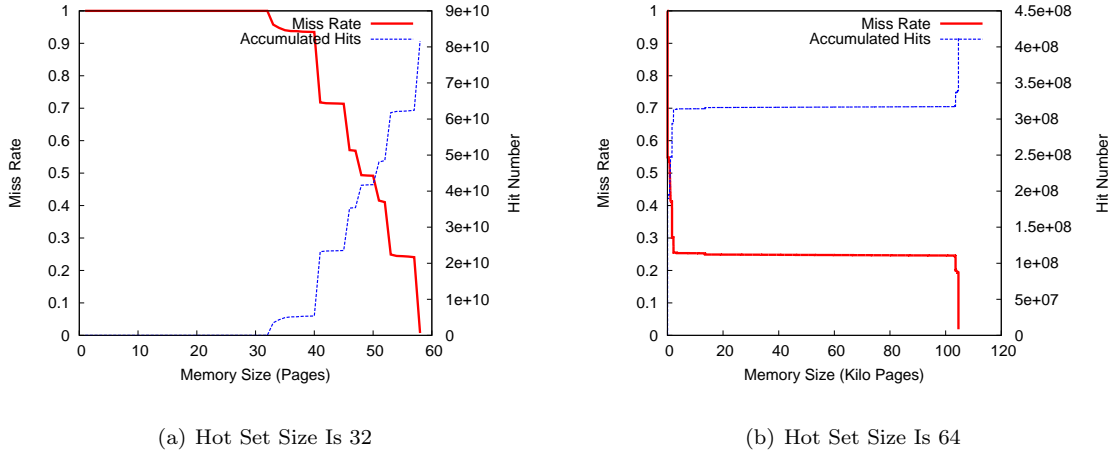 Miss Rate
Accumulated Hits
1
0.9
0.8
0.7
0.6
0.5
0.4
0.3
0.2
0.1
0
Miss Rate
9e+10
8e+10
7e+10
6e+10
5e+10
4e+10
3e+10
2e+10
1e+10
0
Hit Number
0 10 20 30 40 50 60
Memory Size (Pages)
(a) Hot Set Size Is 32
Miss Rate
Accumulated Hits
1
0.9
0.8
0.7
0.6
0.5
0.4
0.3
0.2
0.1
0
Miss Rate
4.5e+08
4e+08
3.5e+08
3e+08
2.5e+08
2e+08
1.5e+08
1e+08
5e+07
0
Hit Number
0 20 40 60 80 100 120
Memory Size (Kilo Pages)
(b) Hot Set Size Is 64